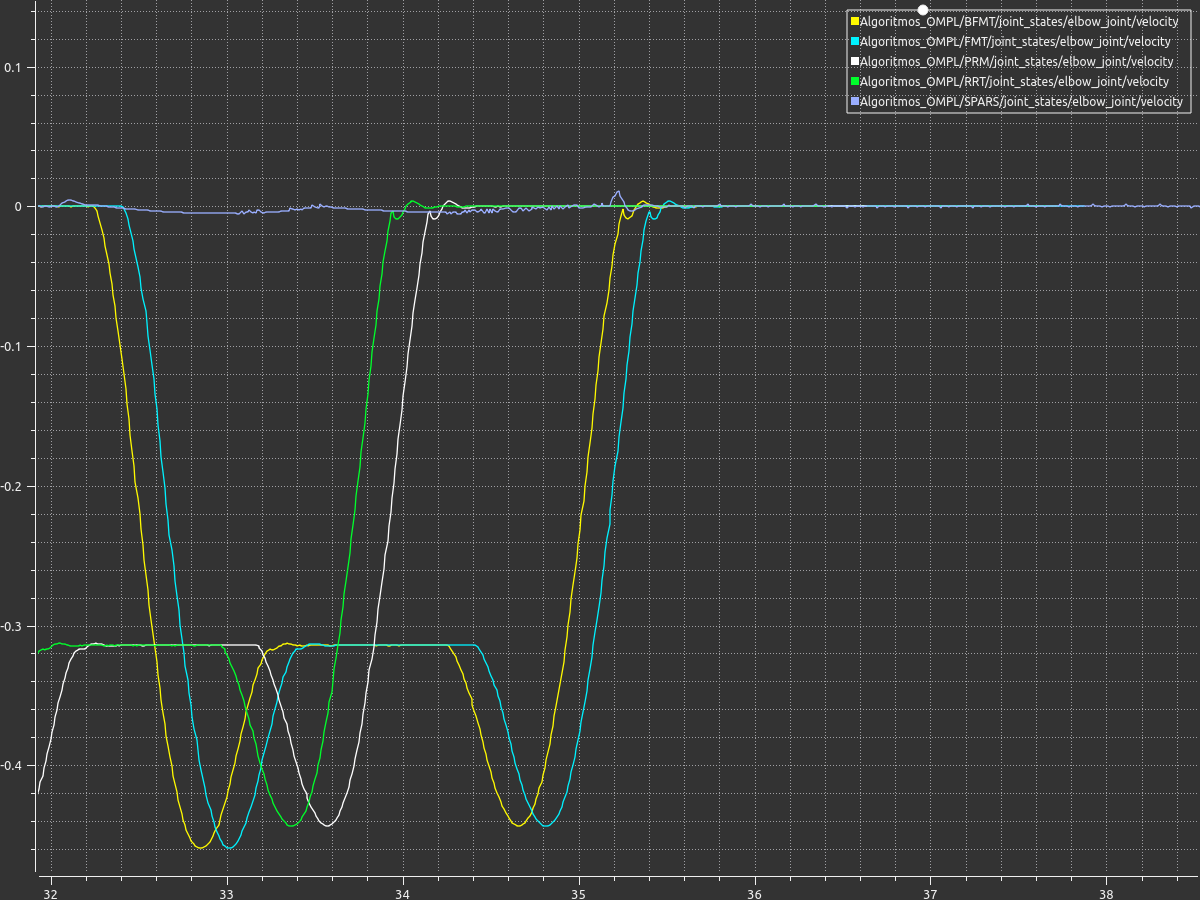 Algoritmos_OMPL/BFMT/joint_states/elbow_joint/velocity
Algoritmos_OMPL/FMT/joint_states/elbow_joint/velocity
Algoritmos_OMPL/PRM/joint_states/elbow_joint/velocity
Algoritmos_OMPL/RRT/joint_states/elbow_joint/velocity
Algoritmos_OMPL/SPARS/joint_states/elbow_joint/velocity
0.1
0
-0.1
-0.2
-0.3
-0.4
32 33 34 35 36 37 38